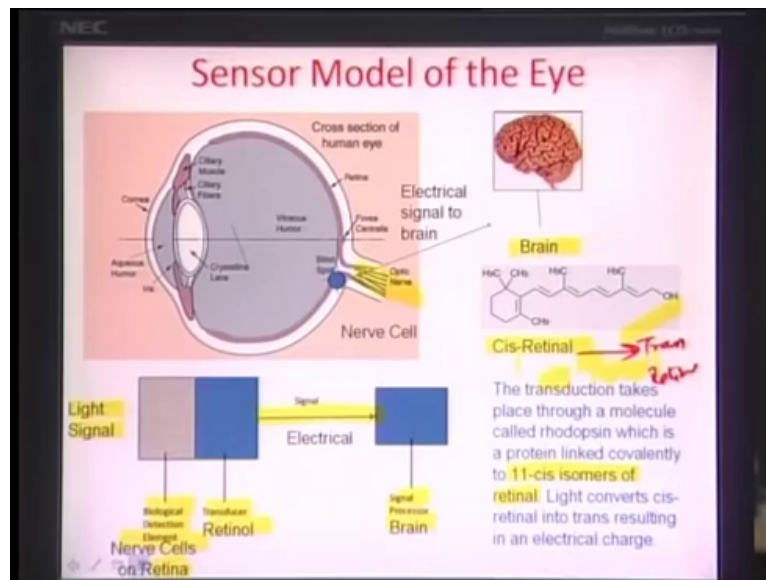 NEC
Sensor Model of the Eye
Cross section of
human eye
Ciliary
Muscle
Ciliary
Fibers
Cornea
Retina
Vitreous
Humor
Fovea
Centralis
Blind
Spot
Optic
Nerve
Aqueous
Humor
Iris
Crystalline
Lens
Nerve Cell
Electrical
signal to
brain
Brain
H₃C CH₃ H₃C H₃C
OH
CH₃
Cis-Retinal
Tran
The transduction takes
place through a molecule
called rhodopsin which is
a protein linked covalently
to 11-cis isomers of
retinal. Light converts cis-
retinal into trans resulting
in an electrical charge
Light
Signal
Signal
Electrical
Biological
Detection
Element
Nerve Cells
on Retina
Transducer
Retinol
Signal
Processor
Brain